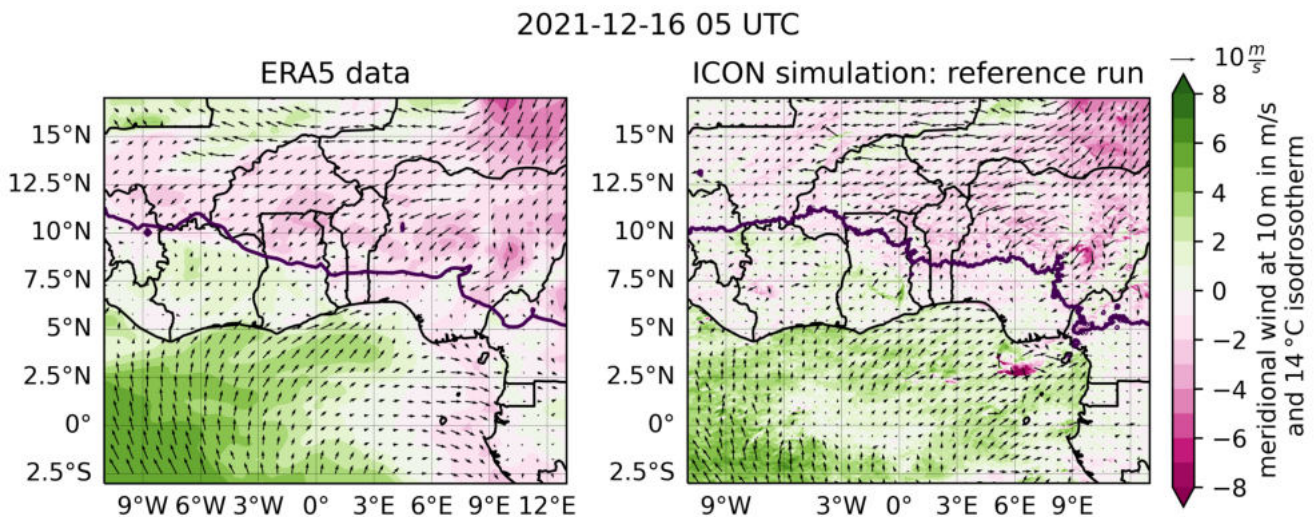 2021-12-16 05 UTC
ERA5 data
ICON simulation: reference run
10 m/s
15°N
12.5°N
10°N
7.5°N
5°N
2.5°N
0°
2.5°S
9°W 6°W 3°W 0° 3°E 6°E 9°E 12°E
15°N
12.5°N
10°N
7.5°N
5°N
2.5°N
0°
2.5°S
9°W 3°W 0° 3°E 6°E 9°E
8
6
4
2
0
−2
−4
−6
−8
meridional wind at 10 m in m/s
and 14 °C isodrosotherm